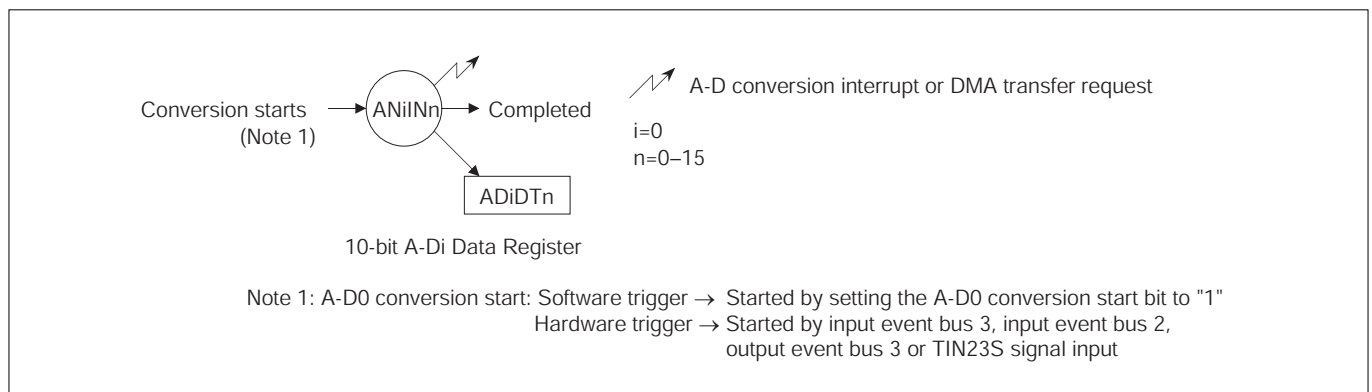 Conversion starts
(Note 1)
ANiINn
Completed
A-D conversion interrupt or DMA transfer request
i=0
n=0–15
ADiDTn
10-bit A-Di Data Register
Note 1: A-D0 conversion start: Software trigger → Started by setting the A-D0 conversion start bit to "1"
Hardware trigger → Started by input event bus 3, input event bus 2,
output event bus 3 or TIN23S signal input